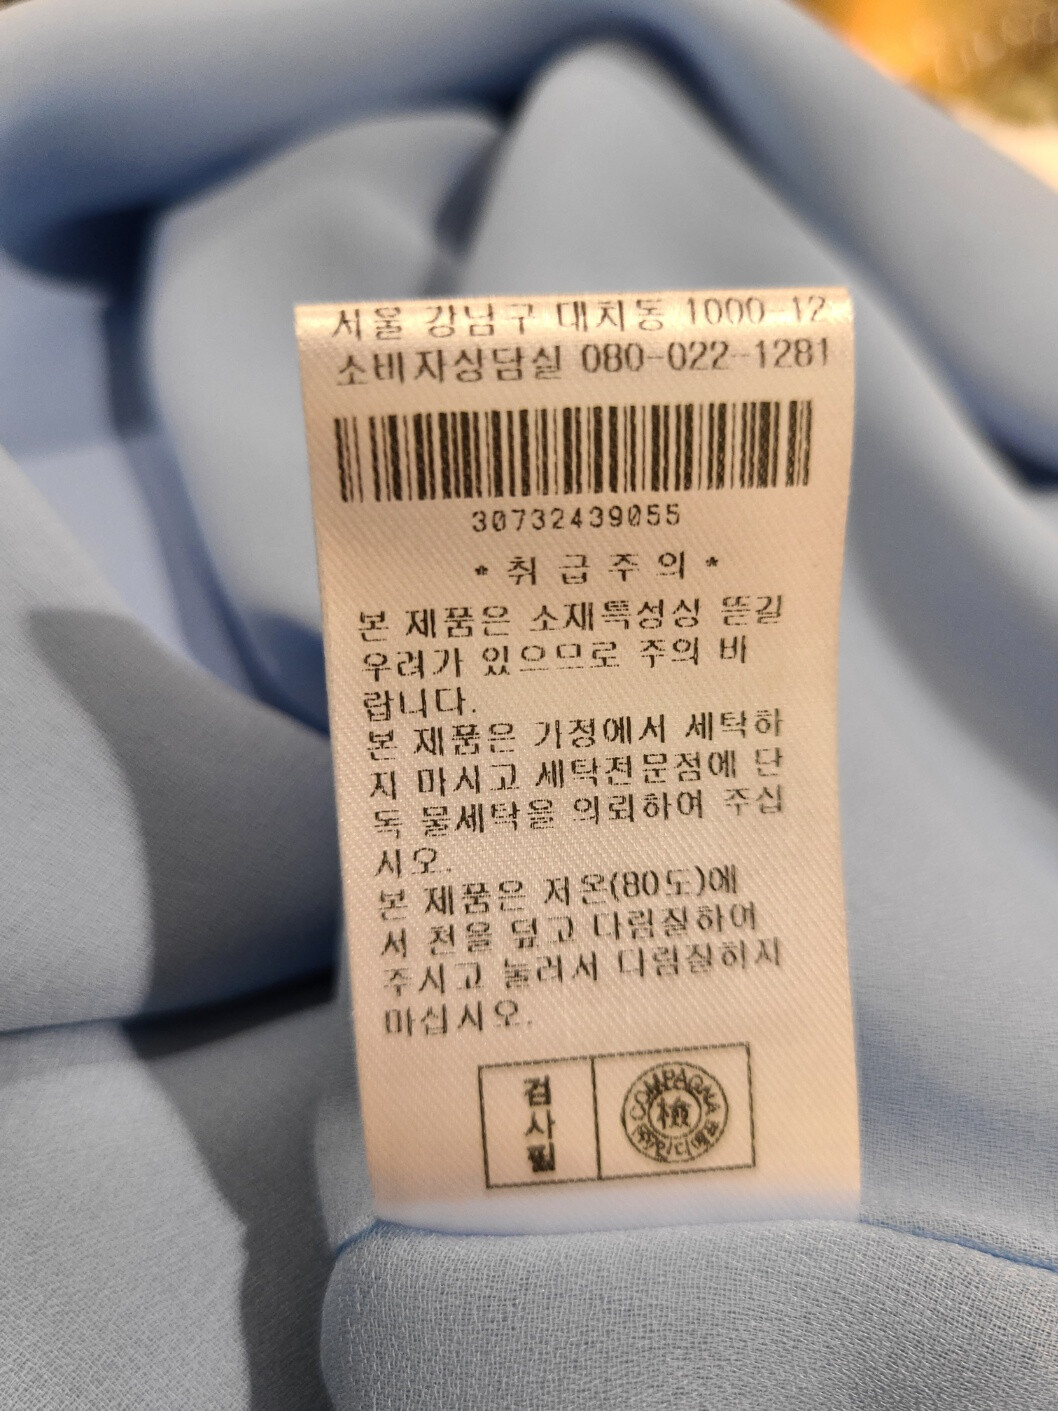 서울 강남구 대치동 1000-12
소비자상담실 080-022-1281
30732439055
*취급주의*
본 제품은 소재특성상 뜯길
우려가 있으므로 주의 바
랍니다.
본 제품은 가정에서 세탁하
지 마시고 세탁전문점에 단
독 물세탁을 의뢰하여 주십
시오.
본 제품은 저온(80도)에
서 천을 덮고 다림질하여
주시고 눌러서 다림질하지
마십시오.
검
사
필
COMPAGNA
檢